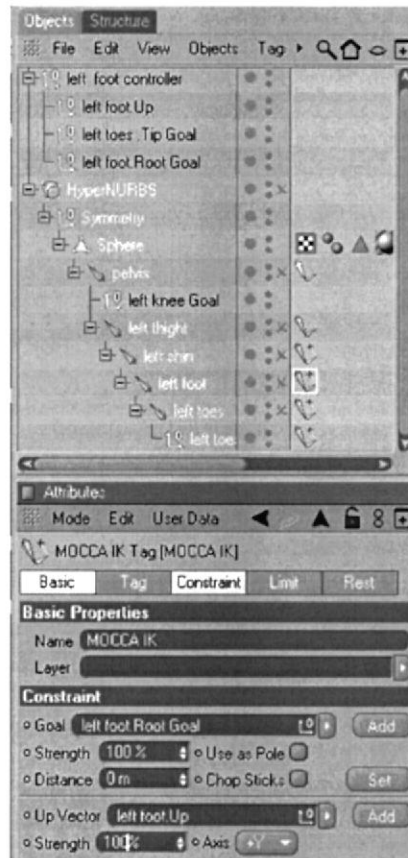 Objects Structure
File Edit View Objects Tag
left foot controller
left foot.Up
left toes .Tip Goal
left foot.Root Goal
HyperNURBS
Symmetry
Sphere
pelvis
left knee Goal
left thight
left shin
left foot
left toes
left toe
Attributes
Mode Edit User Data
MOCCA IK Tag [MOCCA IK]
Basic Tag Constraint Limit Rest
Basic Properties
Name MOCCA IK
Layer
Constraint
Goal left foot.Root Goal Add
Strength 100 % Use as Pole
Distance 0 m Chop Sticks Set
Up Vector left foot.Up Add
Strength 100% Axis +Y